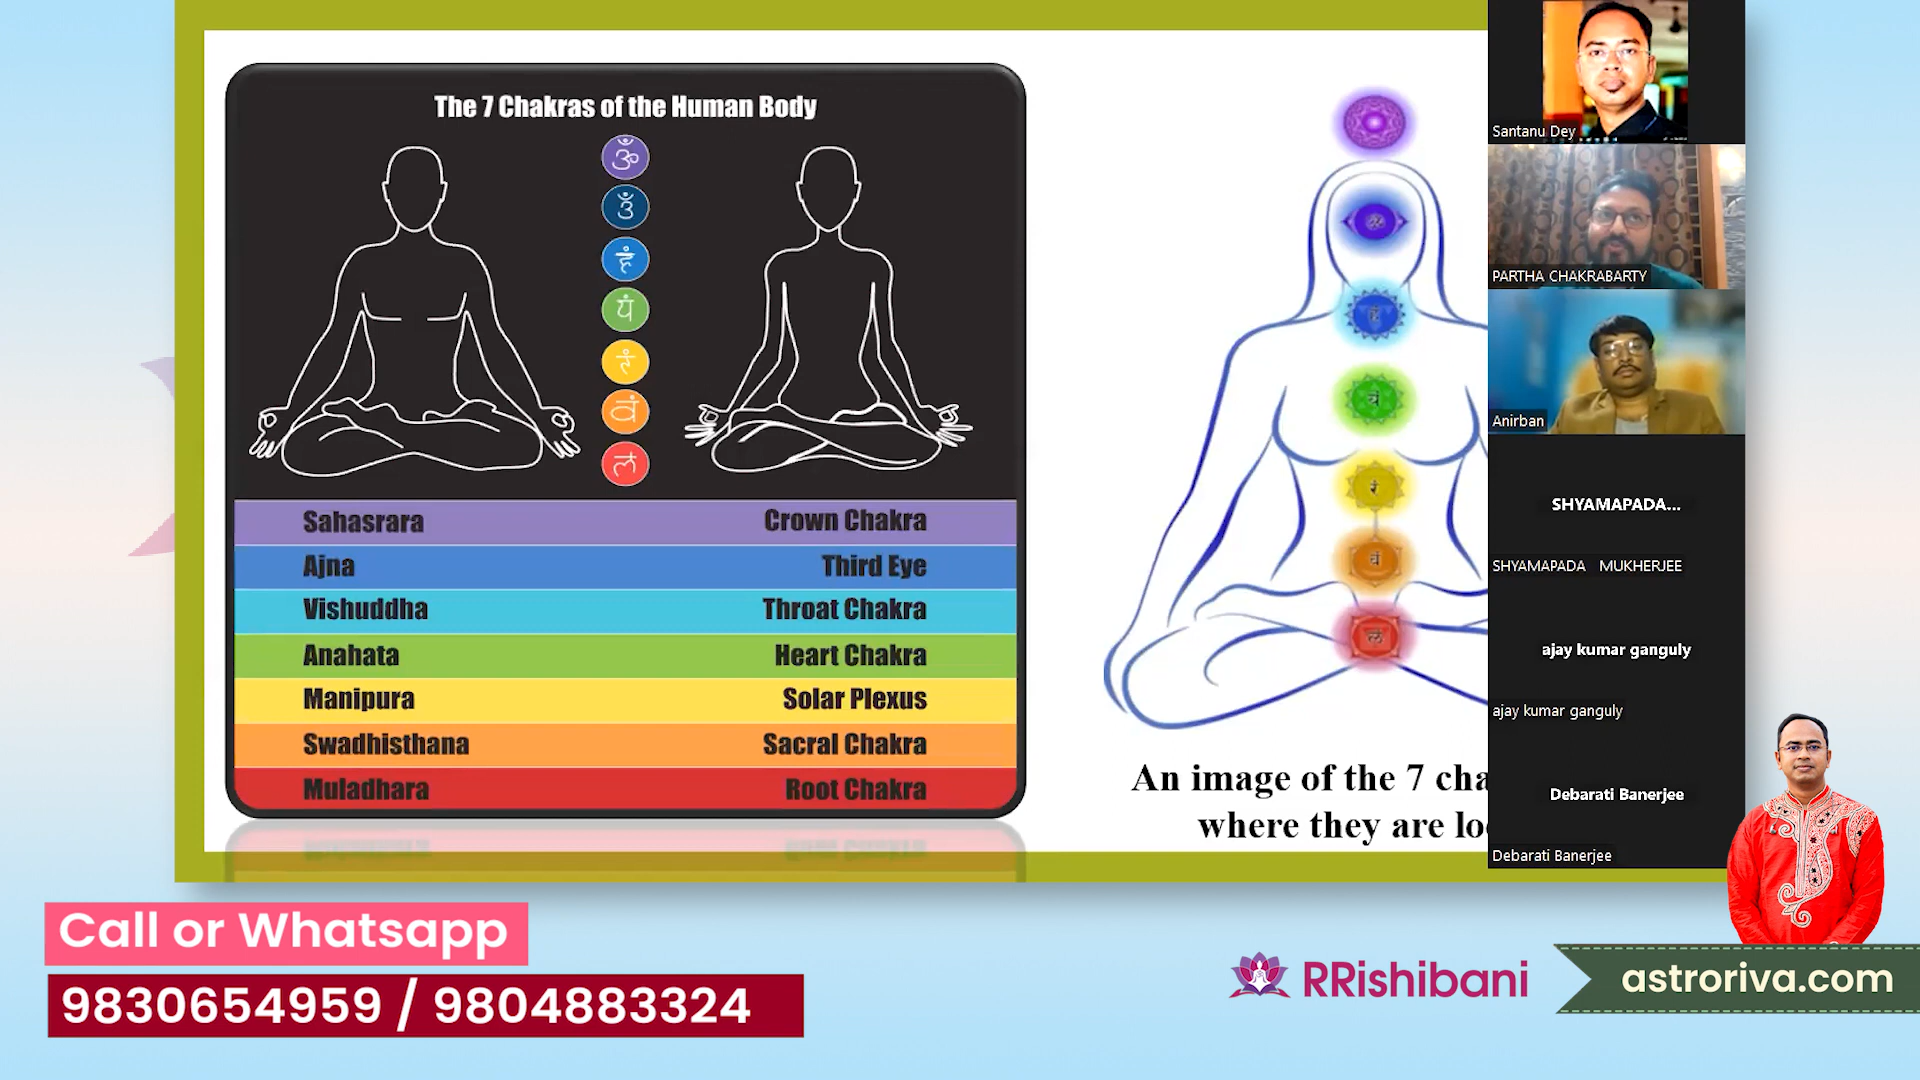 The 7 Chakras of the Human Body
ॐ
ॐ
हं
यं
रं
वं
लं
Sahasrara Crown Chakra
Ajna Third Eye
Vishuddha Throat Chakra
Anahata Heart Chakra
Manipura Solar Plexus
Swadhisthana Sacral Chakra
Muladhara Root Chakra
ॐ
हं
यं
रं
वं
लं
An image of the 7 cha
where they are lo
Santanu Dey
PARTHA CHAKRABARTY
Anirban
SHYAMAPADA...
SHYAMAPADA MUKHERJEE
ajay kumar ganguly
ajay kumar ganguly
Debarati Banerjee
Debarati Banerjee
Call or Whatsapp
9830654959 / 9804883324
RRishibani
astroriva.com